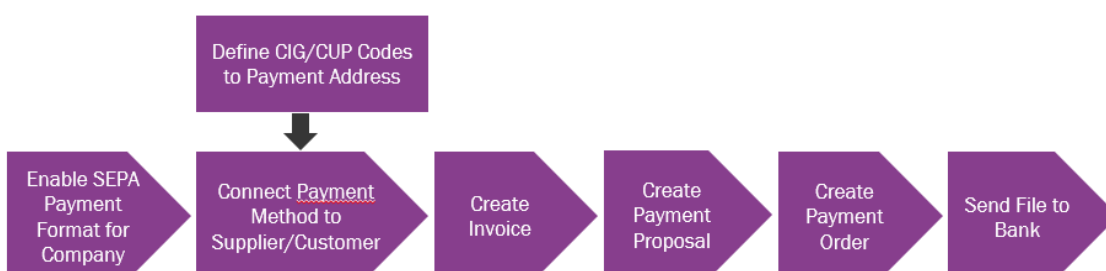 Define CIG/CUP Codes
to Payment Address
Enable SEPA
Payment
Format for
Company
Connect Payment
Method to
Supplier/Customer
Create
Invoice
Create
Payment
Proposal
Create
Payment
Order
Send File to
Bank